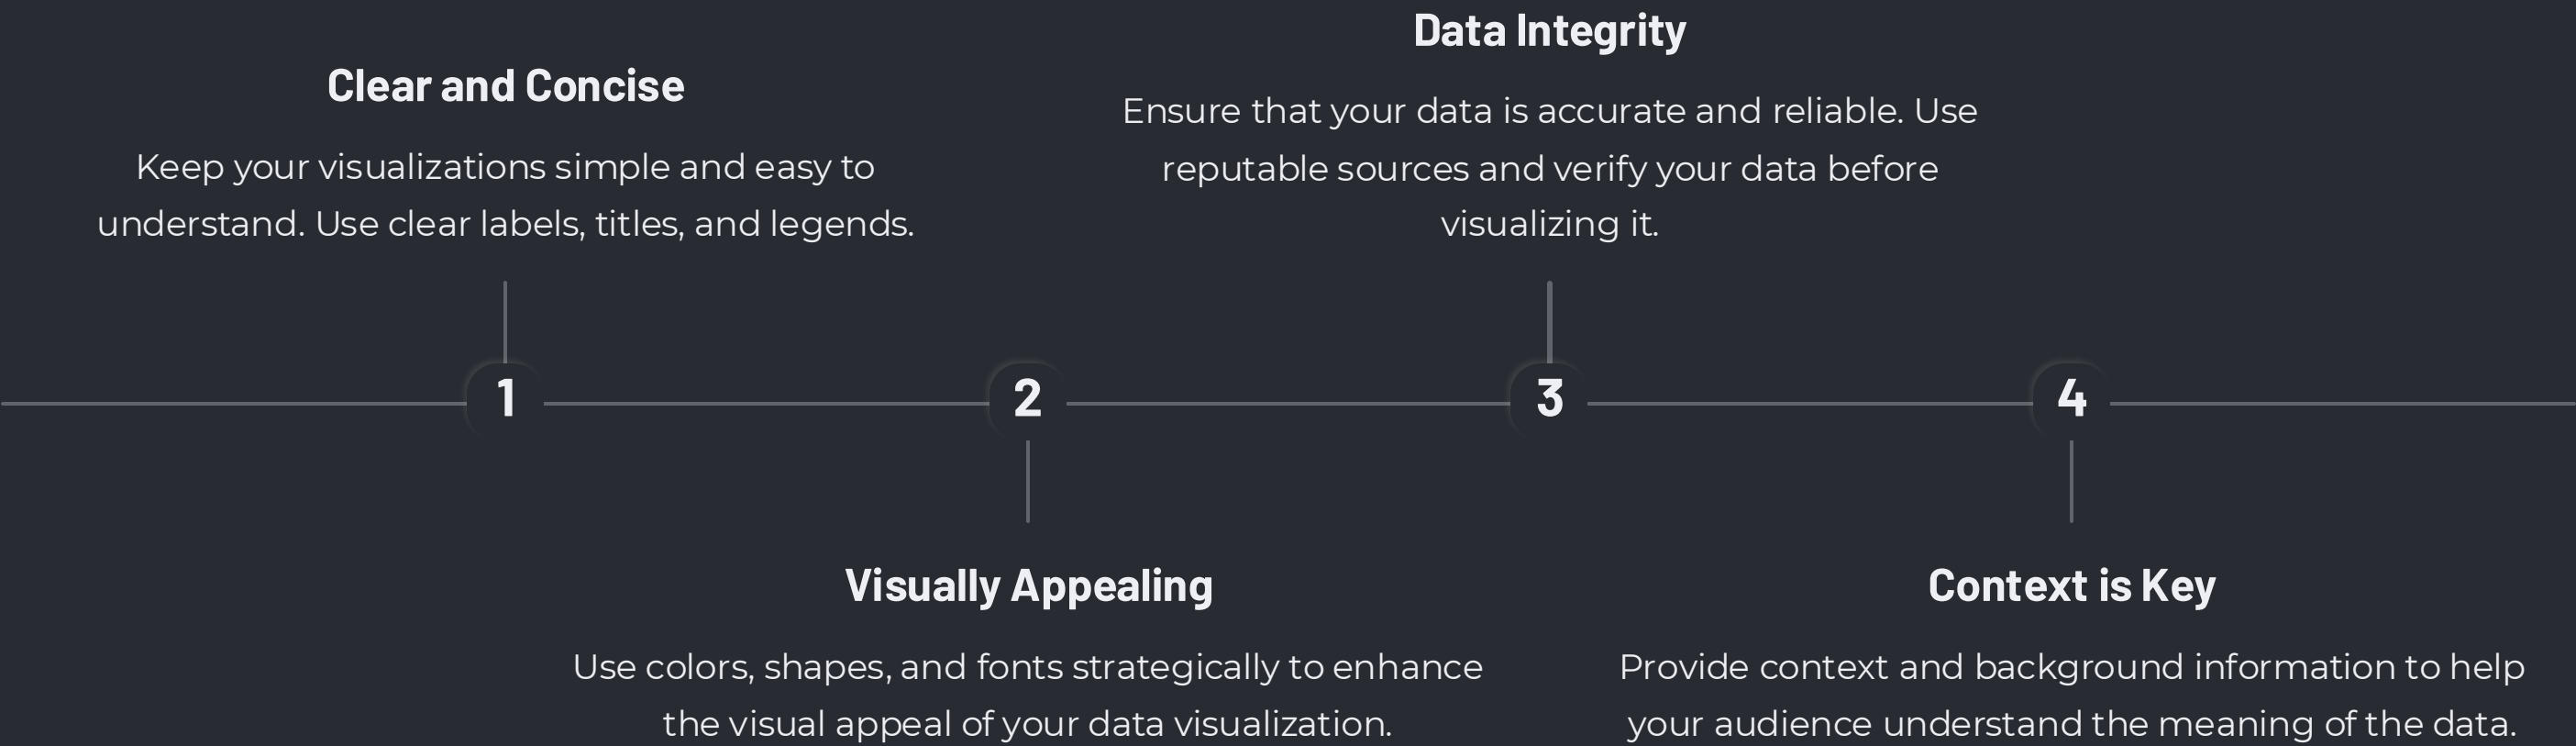 Clear and Concise
Keep your visualizations simple and easy to
understand. Use clear labels, titles, and legends.
1
2
Visually Appealing
Use colors, shapes, and fonts strategically to enhance
the visual appeal of your data visualization.
Data Integrity
Ensure that your data is accurate and reliable. Use
reputable sources and verify your data before
visualizing it.
3
4
Context is Key
Provide context and background information to help
your audience understand the meaning of the data.